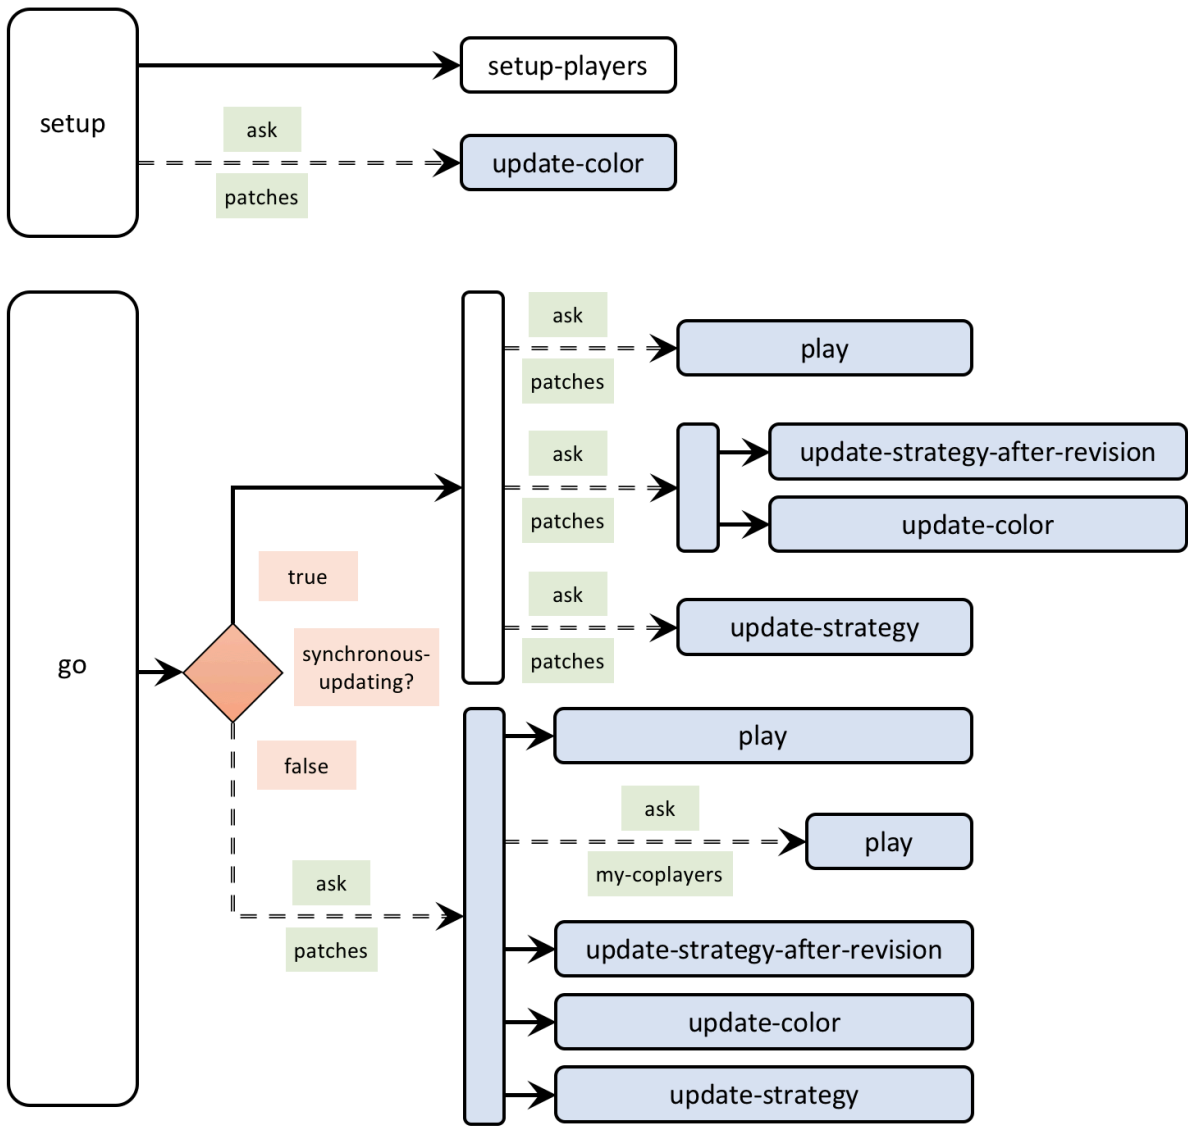 setup
setup-players
ask
patches
update-color
go
synchronous-
updating?
true
false
ask
patches
play
ask
patches
update-strategy-after-revision
update-color
ask
patches
update-strategy
ask
patches
play
ask
my-coplayers
play
update-strategy-after-revision
update-color
update-strategy